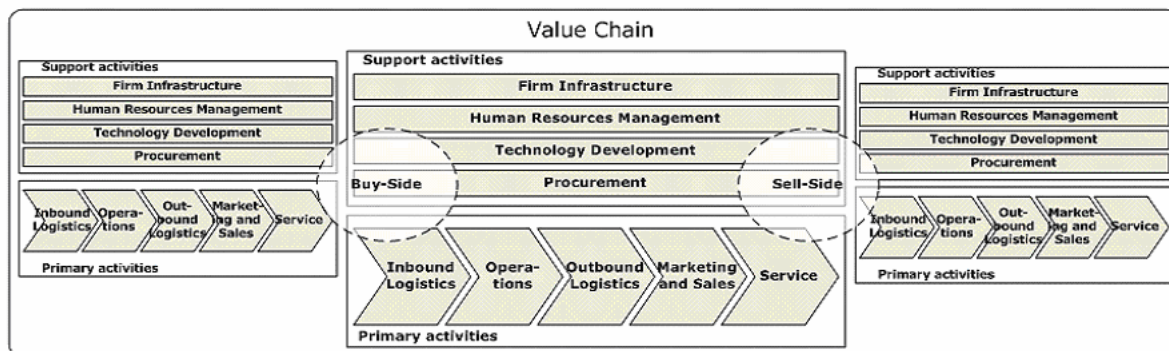 Value Chain
Support activities
Firm Infrastructure
Human Resources Management
Technology Development
Procurement
Inbound
Logistics
Opera-
tions
Out-
bound
Logistics
Market-
ing and
Sales
Service
Primary activities
Support activities
Firm Infrastructure
Human Resources Management
Technology Development
Buy-Side
Procurement
Sell-Side
Inbound
Logistics
Opera-
tions
Outbound
Logistics
Marketing
and Sales
Service
Primary activities
Support activities
Firm Infrastructure
Human Resources Management
Technology Development
Procurement
Inbound
Logistics
Opera-
tions
Out-
bound
Logistics
Market-
ing and
Sales
Service
Primary activities